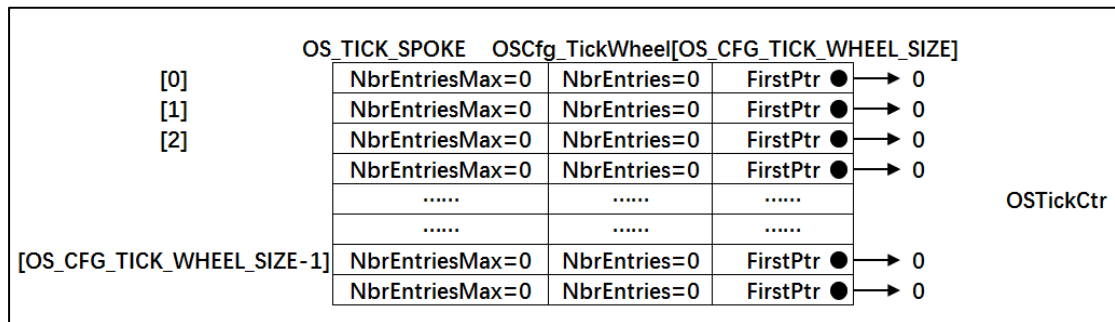 OS_TICK_SPOKE OSCfg_TickWheel[OS_CFG_TICK_WHEEL_SIZE]
[0] NbrEntriesMax=0 NbrEntries=0 FirstPtr 0
[1] NbrEntriesMax=0 NbrEntries=0 FirstPtr 0
[2] NbrEntriesMax=0 NbrEntries=0 FirstPtr 0
NbrEntriesMax=0 NbrEntries=0 FirstPtr 0
...... ...... ......
OSTickCtr
...... ...... ......
[OS_CFG_TICK_WHEEL_SIZE-1] NbrEntriesMax=0 NbrEntries=0 FirstPtr 0
NbrEntriesMax=0 NbrEntries=0 FirstPtr 0